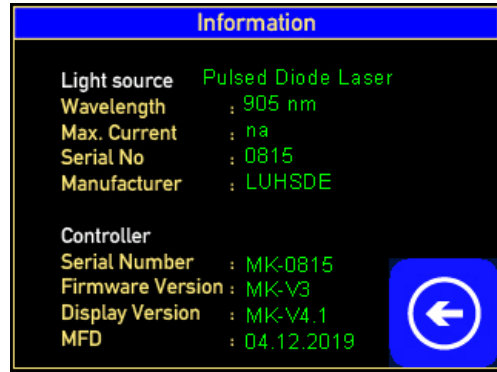 Information
Light source Pulsed Diode Laser
Wavelength : 905 nm
Max. Current : na
Serial No : 0815
Manufacturer : LUHSDE
Controller
Serial Number : MK-0815
Firmware Version : MK-V3
Display Version : MK-V4.1
MFD : 04.12.2019